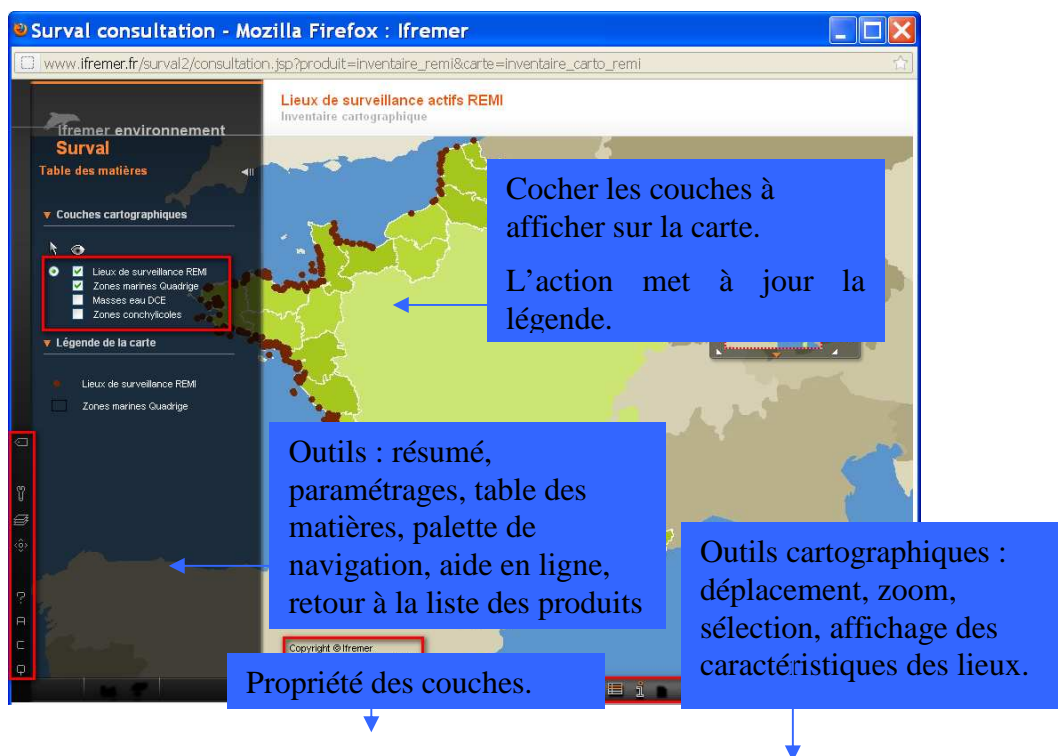 Surval consultation - Mozilla Firefox : Ifremer
www.ifremer.fr/surval2/consultation.jsp?produit=inventaire_remi&carte=inventaire_carto_remi
Lieux de surveillance actifs REMI
Inventaire cartographique
ifremer environnement
Surval
Table des matières
Couches cartographiques
Lieux de surveillance REMI
Zones marines Quadrige
Masses eau DCE
Zones conchylicoles
Légende de la carte
Lieux de surveillance REMI
Zones marines Quadrige
Cocher les couches à
afficher sur la carte.
L'action met à jour la
légende.
Outils : résumé,
paramétrages, table des
matières, palette de
navigation, aide en ligne,
retour à la liste des produits
Outils cartographiques :
déplacement, zoom,
sélection, affichage des
caractéristiques des lieux.
Copyright © Ifremer
Propriété des couches.